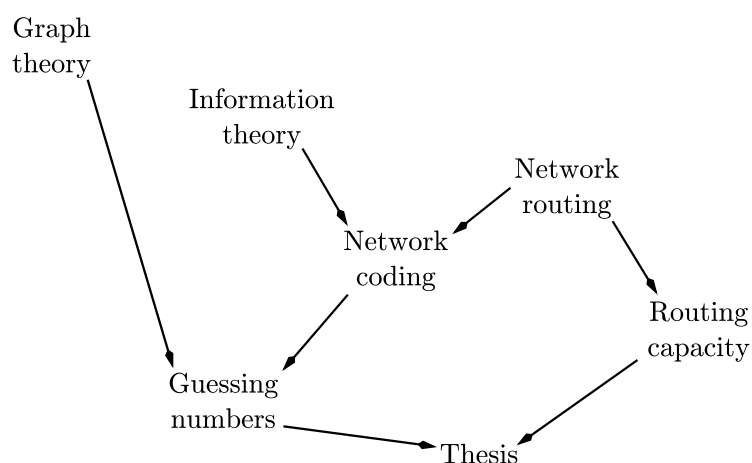 Graph
theory
Information
theory
Network
routing
Network
coding
Routing
capacity
Guessing
numbers
Thesis